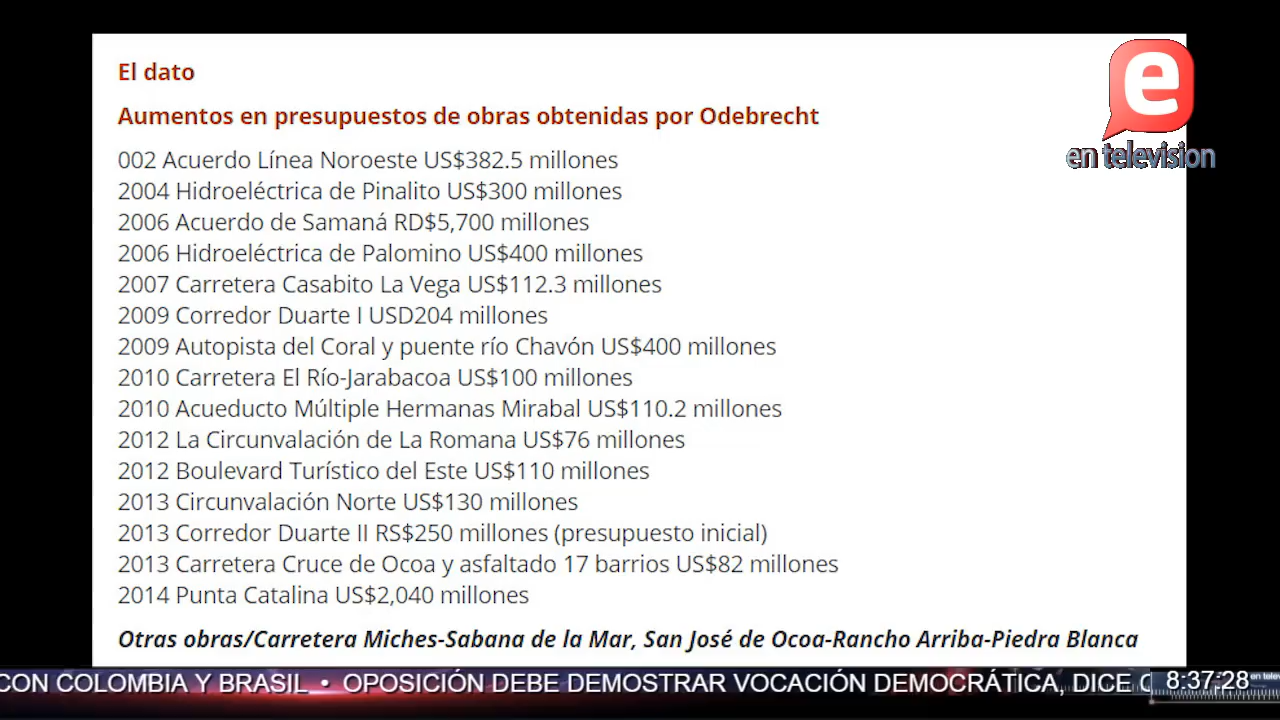 El dato
Aumentos en presupuestos de obras obtenidas por Odebrecht
002 Acuerdo Línea Noroeste US$382.5 millones
2004 Hidroeléctrica de Pinalito US$300 millones
2006 Acuerdo de Samaná RD$5,700 millones
2006 Hidroeléctrica de Palomino US$400 millones
2007 Carretera Casabito La Vega US$112.3 millones
2009 Corredor Duarte I USD204 millones
2009 Autopista del Coral y puente río Chavón US$400 millones
2010 Carretera El Río-Jarabacoa US$100 millones
2010 Acueducto Múltiple Hermanas Mirabal US$110.2 millones
2012 La Circunvalación de La Romana US$76 millones
2012 Boulevard Turístico del Este US$110 millones
2013 Circunvalación Norte US$130 millones
2013 Corredor Duarte II RS$250 millones (presupuesto inicial)
2013 Carretera Cruce de Ocoa y asfaltado 17 barrios US$82 millones
2014 Punta Catalina US$2,040 millones
Otras obras/Carretera Miches-Sabana de la Mar, San José de Ocoa-Rancho Arriba-Piedra Blanca
e
en television
CON COLOMBIA Y BRASIL • OPOSICIÓN DEBE DEMOSTRAR VOCACIÓN DEMOCRÁTICA, DICE
8:37:28